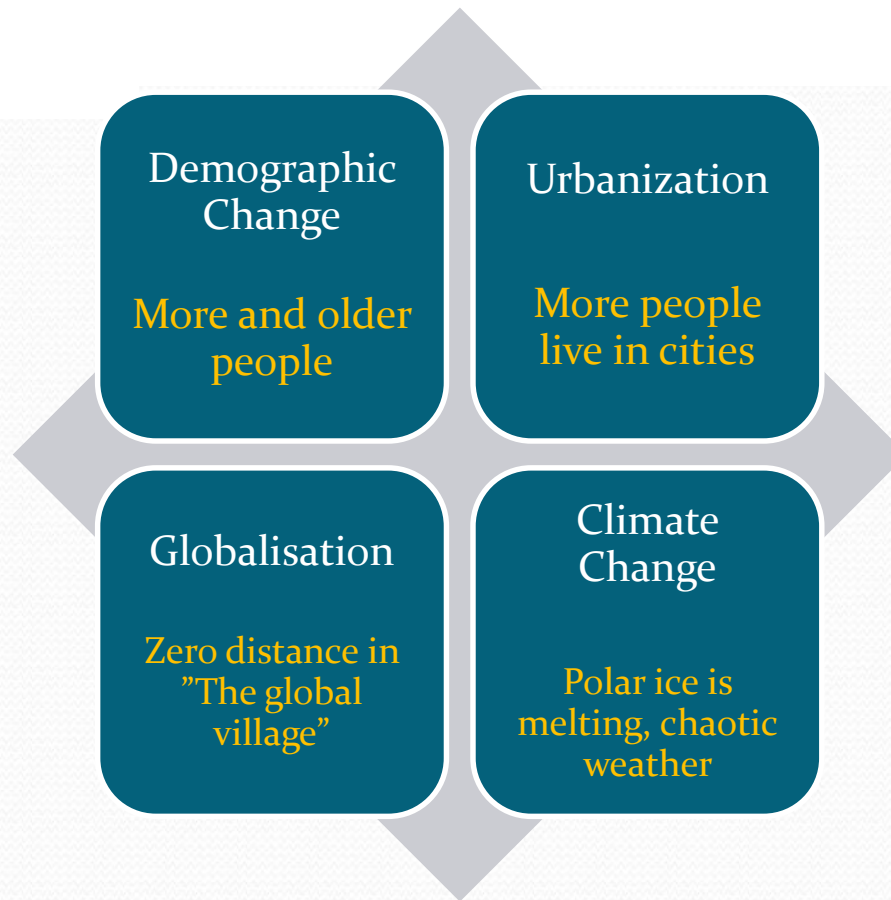 Demographic
Change
More and older
people
Urbanization
More people
live in cities
Globalisation
Zero distance in
”The global
village”
Climate
Change
Polar ice is
melting, chaotic
weather